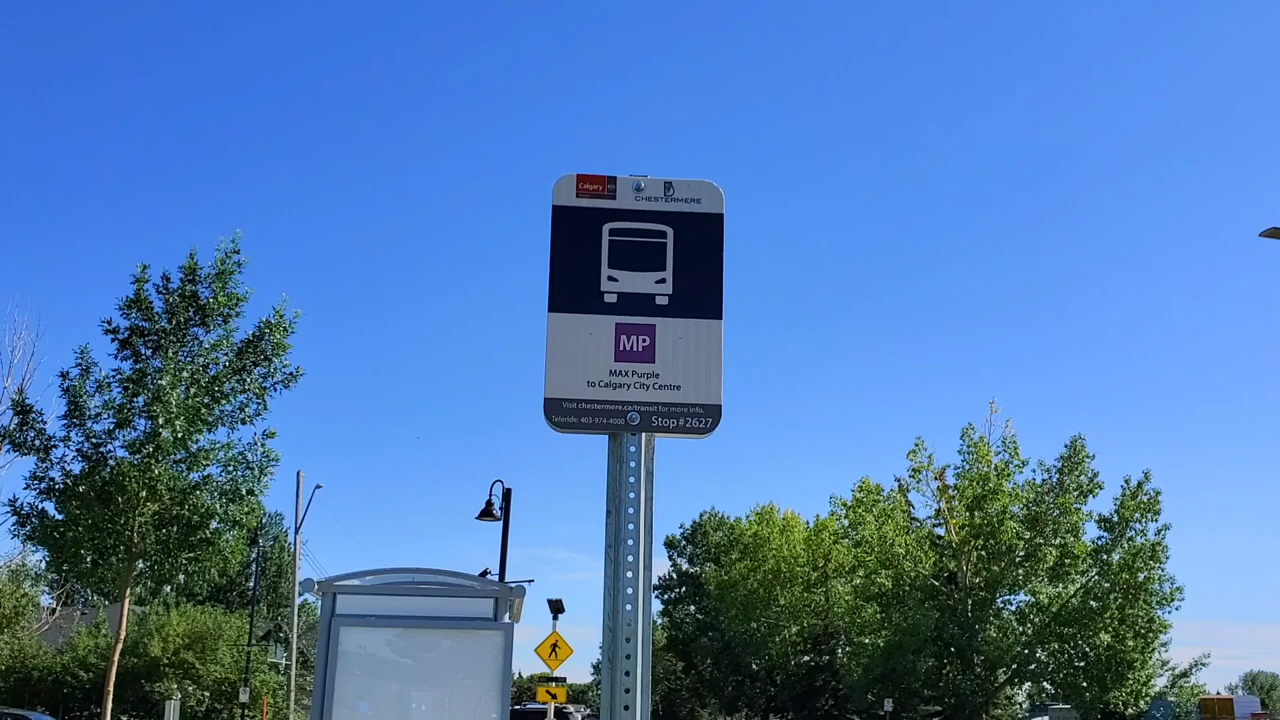 Calgary
CHESTERMERE
MP
MAX Purple
to Calgary City Centre
Visit chestermere.ca/transit for more info.
Teleride: 403-974-4000 Stop #2627